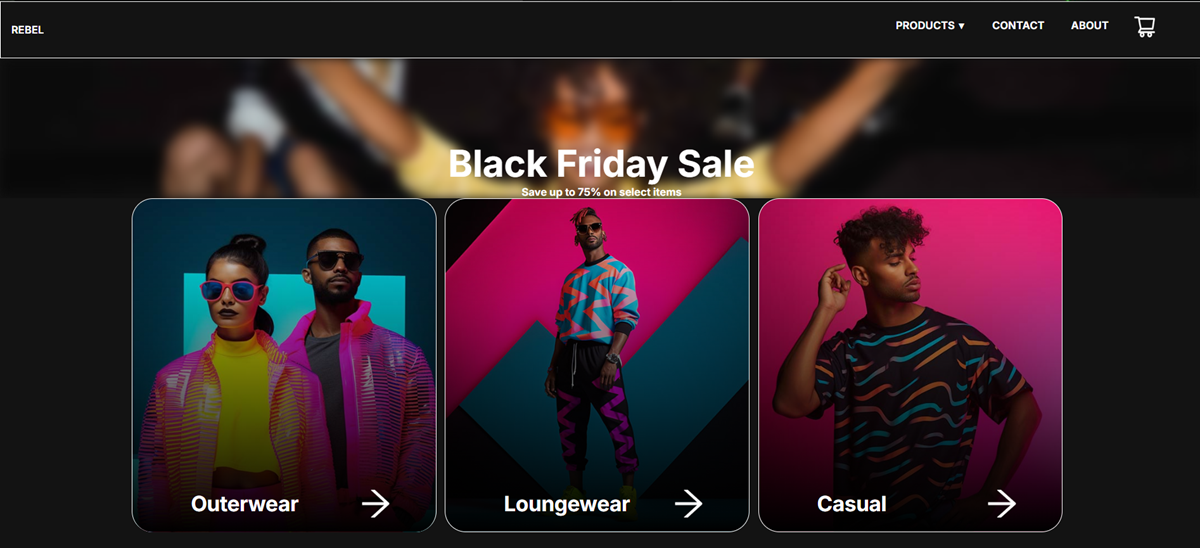 REBEL
PRODUCTS ▼ CONTACT ABOUT
Black Friday Sale
Save up to 75% on select items
Outerwear
Loungewear
Casual